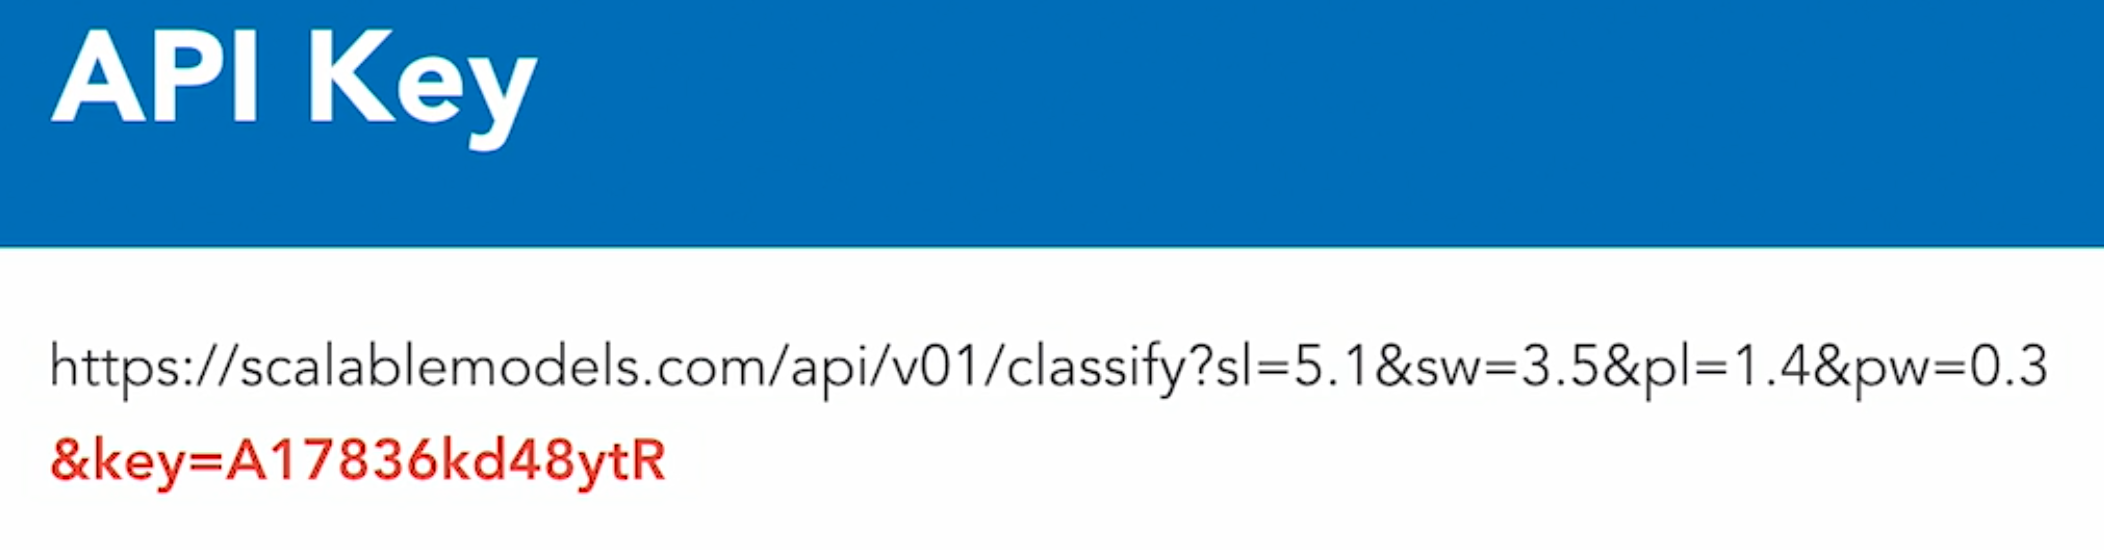 API Key
https://scalablemodels.com/api/v01/classify?sl=5.1&sw=3.5&pl=1.4&pw=0.3
&key=A17836kd48ytR